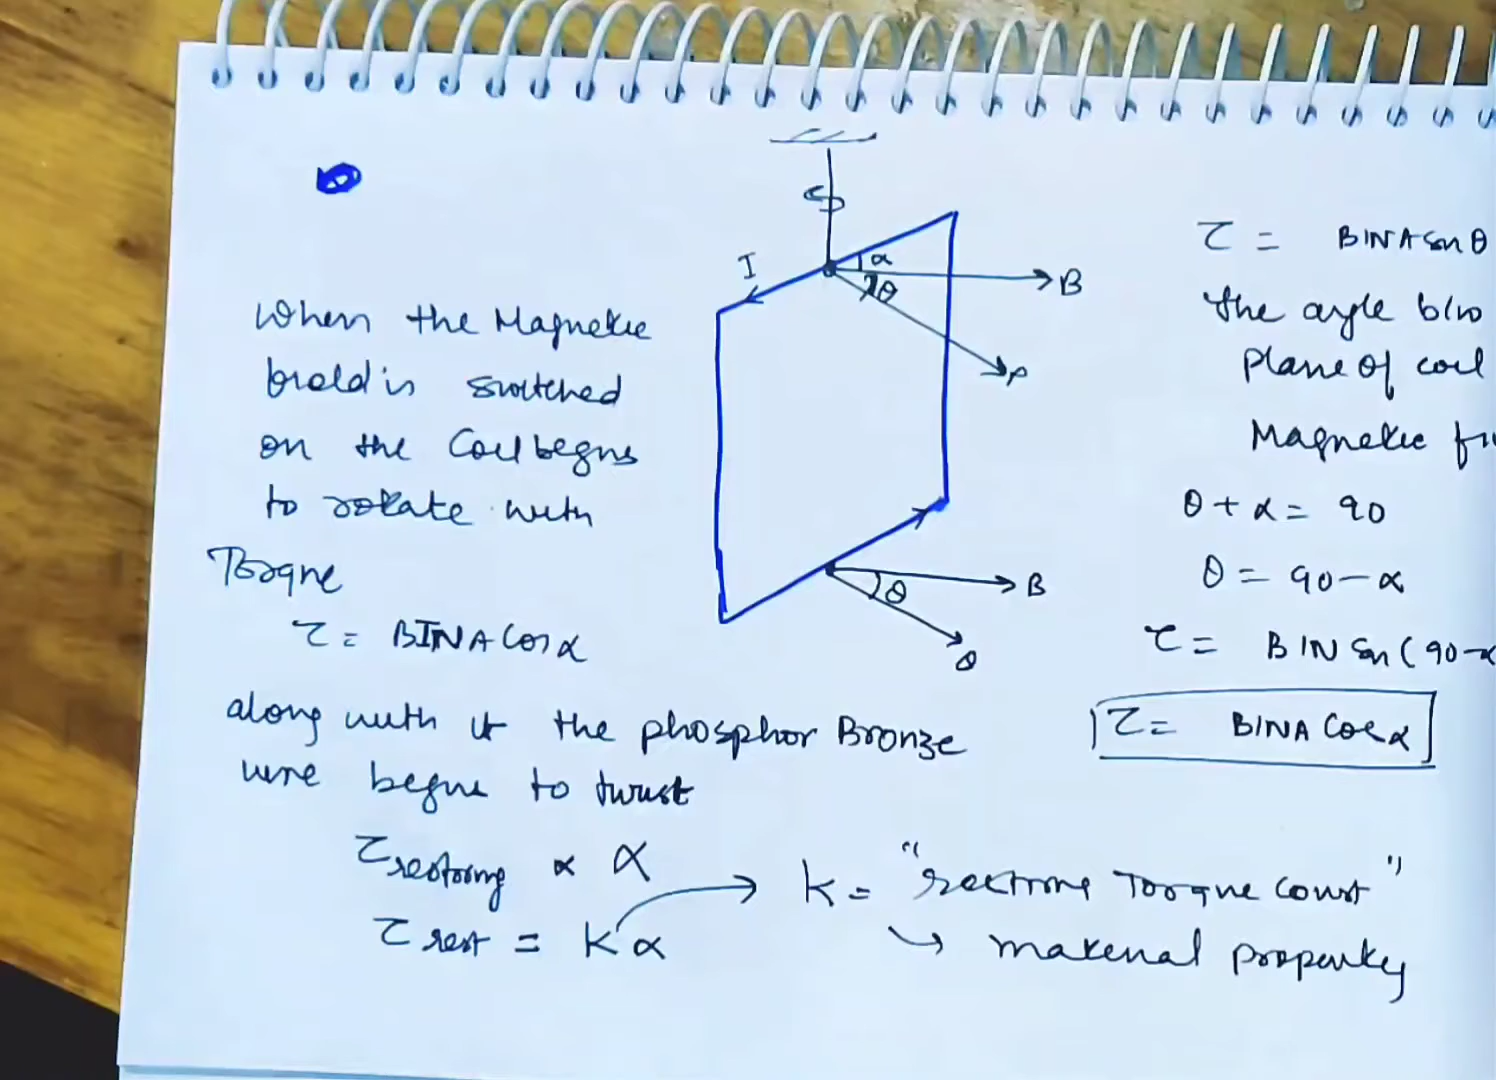 I
α
B
θ
P
B
θ
When the Magnetic
field is switched
on the Coil begins
to rotate with
Torque
τ = BINA Cos α
along with it the phosphor Bronze
wire begins to twist
τ restoring ∝ α
τ rest = K α
K = "restoring Torque const"
↳ material property
τ = BINA Sin θ
the angle b/w
plane of coil
Magnetic
θ + α = 90
θ = 90 - α
τ = BIN Sin (90-α
τ = BINA Cos α